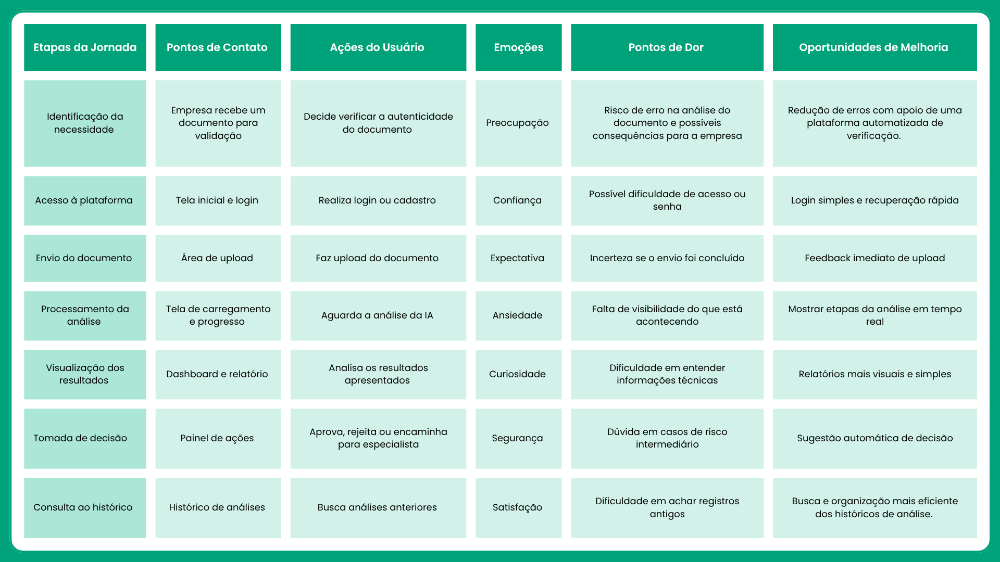 Etapas da Jornada
Pontos de Contato
Ações do Usuário
Emoções
Pontos de Dor
Oportunidades de Melhoria
Identificação da
necessidade
Empresa recebe um
documento para
validação
Decide verificar a autenticidade
do documento
Preocupação
Risco de erro na análise do
documento e possíveis
consequências para a empresa
Redução de erros com apoio de uma
plataforma automatizada de
verificação.
Acesso à plataforma
Tela inicial e login
Realiza login ou cadastro
Confiança
Possível dificuldade de acesso ou
senha
Login simples e recuperação rápida
Envio do documento
Área de upload
Faz upload do documento
Expectativa
Incerteza se o envio foi concluído
Feedback imediato de upload
Processamento da
análise
Tela de carregamento
e progresso
Aguarda a análise da IA
Ansiedade
Falta de visibilidade do que está
acontecendo
Mostrar etapas da análise em tempo
real
Visualização dos
resultados
Dashboard e relatório
Analisa os resultados
apresentados
Curiosidade
Dificuldade em entender
informações técnicas
Relatórios mais visuais e simples
Tomada de decisão
Painel de ações
Aprova, rejeita ou encaminha
para especialista
Segurança
Dúvida em casos de risco
intermediário
Sugestão automática de decisão
Consulta ao histórico
Histórico de análises
Busca análises anteriores
Satisfação
Dificuldade em achar registros
antigos
Busca e organização mais eficiente
dos históricos de análise.